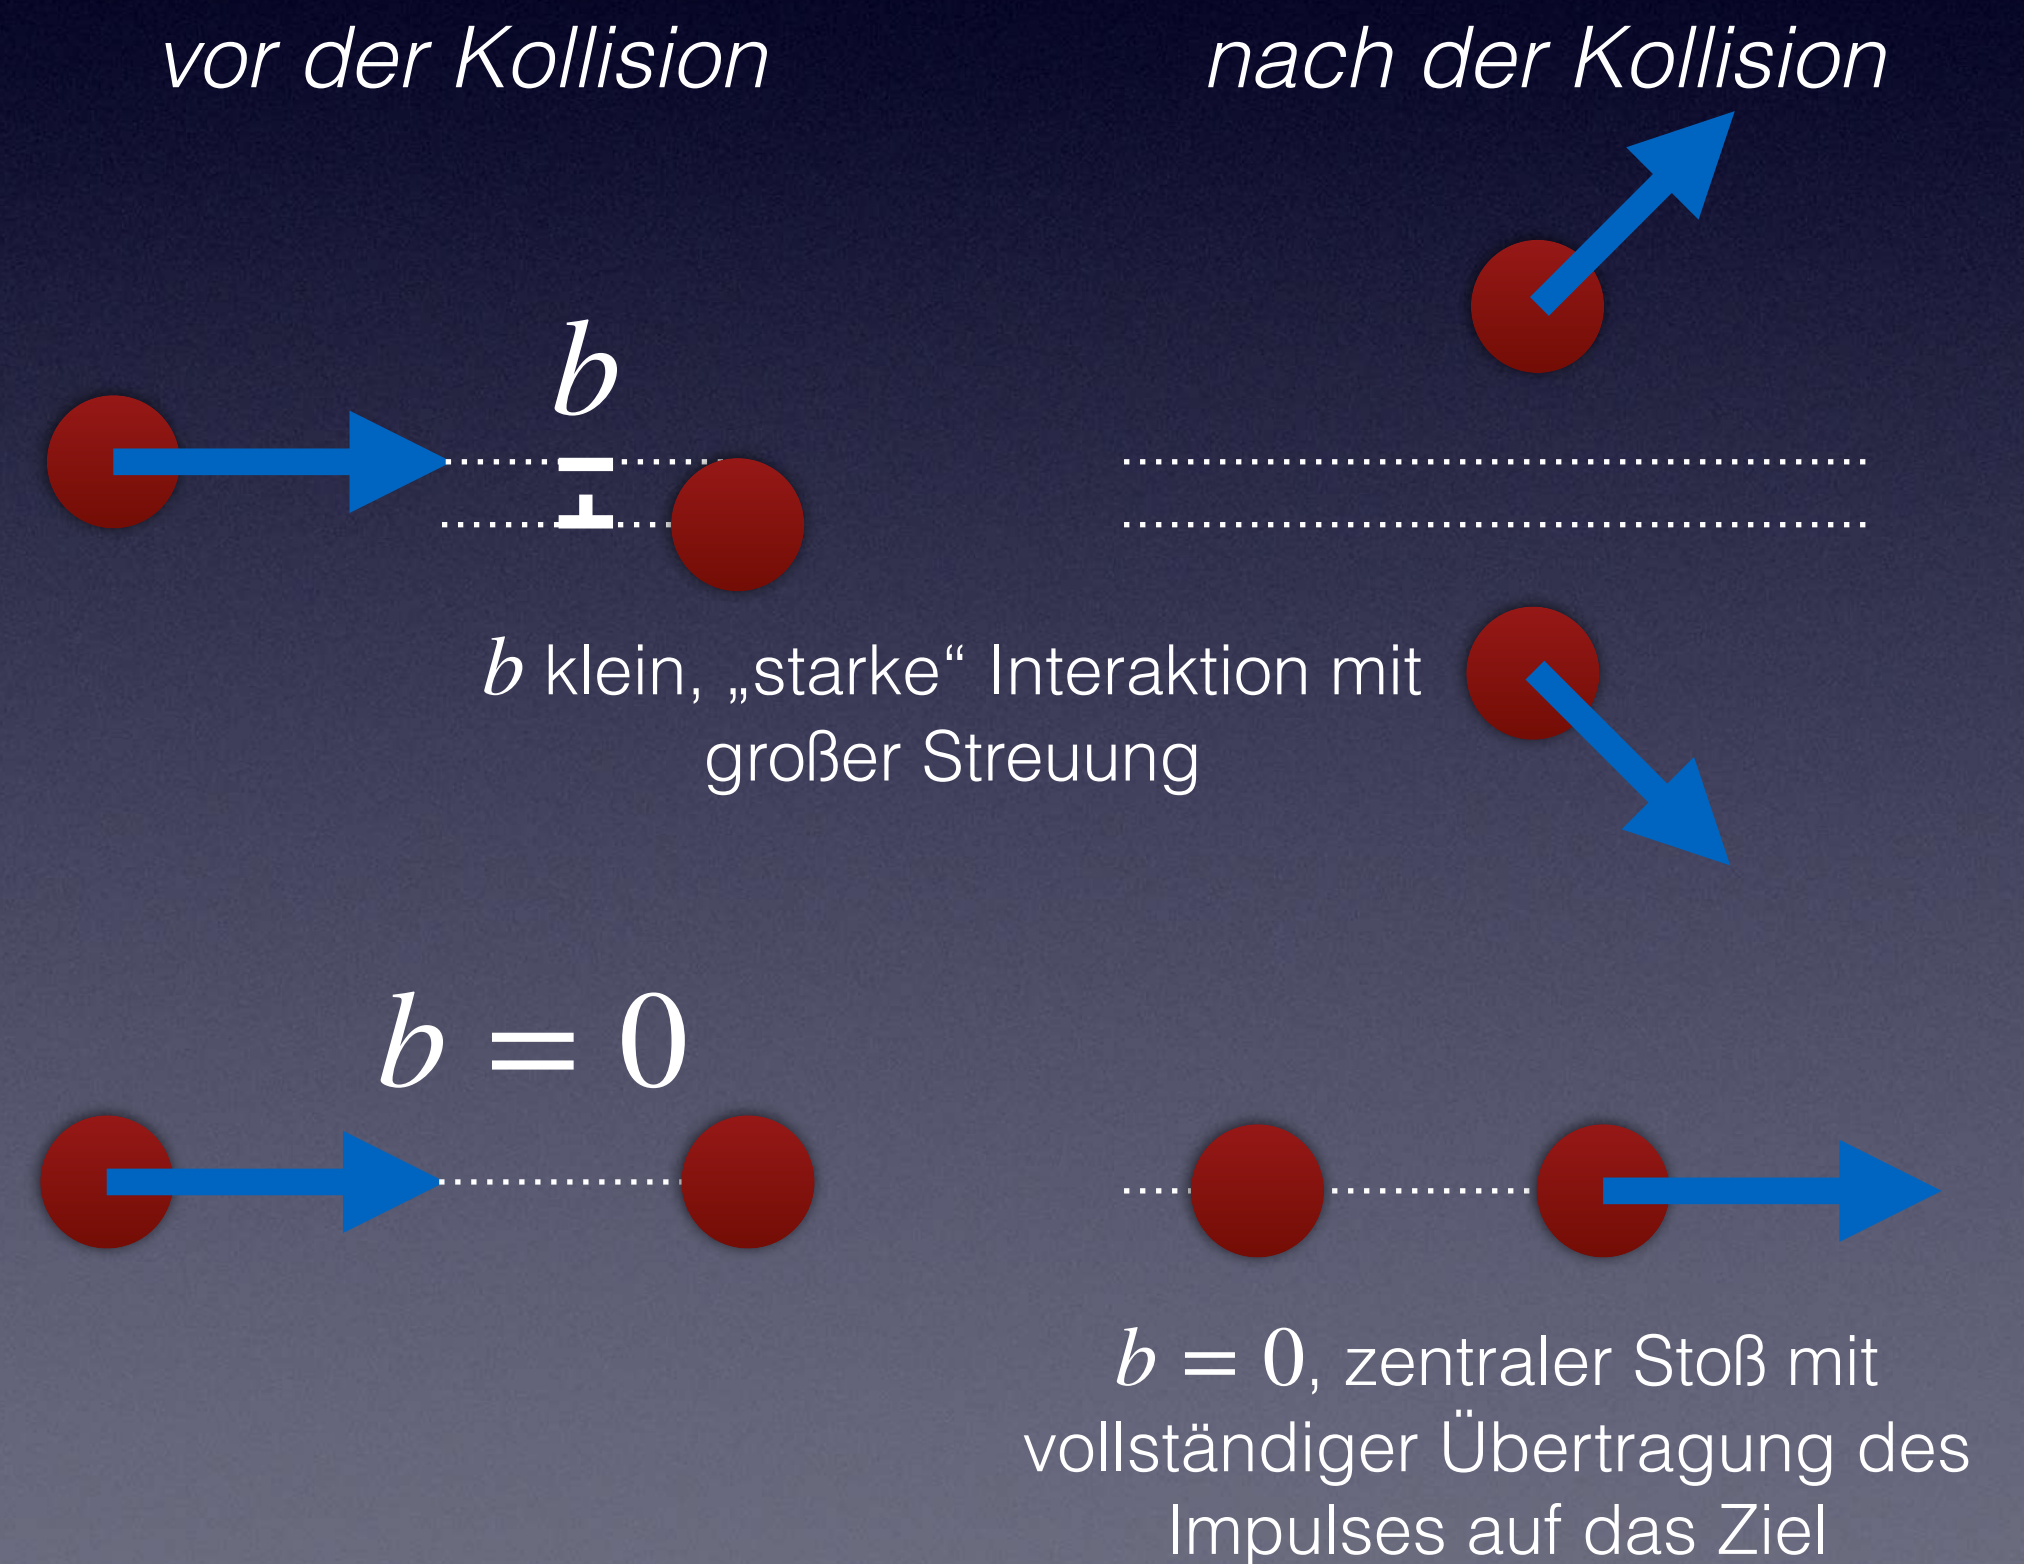 vor der Kollision
nach der Kollision
b
b klein, „starke“ Interaktion mit
großer Streuung
b = 0
b = 0, zentraler Stoß mit
vollständiger Übertragung des
Impulses auf das Ziel